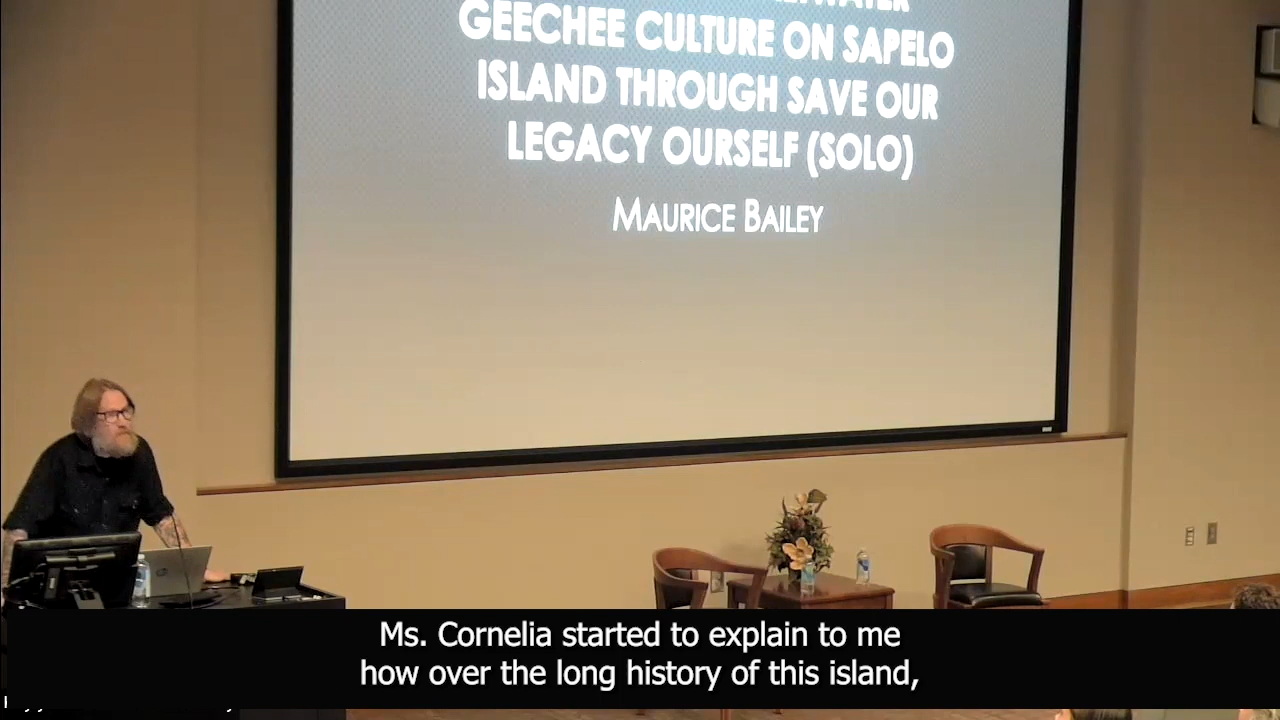 GEECHEE CULTURE ON SAPELO
ISLAND THROUGH SAVE OUR
LEGACY OURSELF (SOLO)
MAURICE BAILEY
Ms. Cornelia started to explain to me
how over the long history of this island,